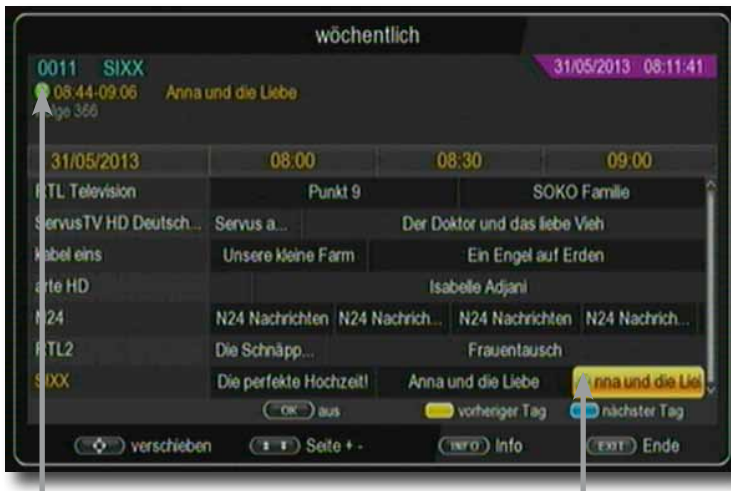 wöchentlich
0011 SIXX
31/05/2013 08:11:41
08:44-09:06 Anna und die Liebe
366
31/05/2013 08:00 08:30 09:00
RTL Television Punkt 9 SOKO Familie
ServusTV HD Deutsch... Servus a... Der Doktor und das liebe Vieh
kabel eins Unsere kleine Farm Ein Engel auf Erden
arte HD Isabelle Adjani
N24 N24 Nachrichten N24 Nachrich... N24 Nachrichten N24 Nachrich...
RTL2 Die Schnäpp... Frauentausch
SIXX Die perfekte Hochzeit! Anna und die Liebe Anna und die Lie
OK aus vorheriger Tag nächster Tag
verschieben Seite + - INFO Info EXIT Ende